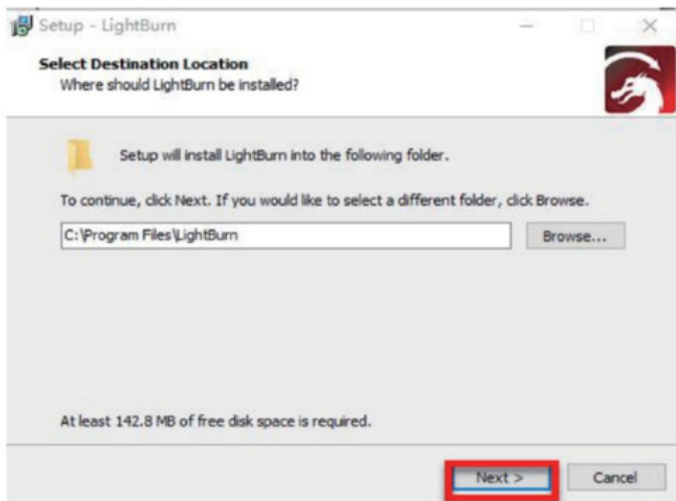 Setup - LightBurn
Select Destination Location
Where should LightBurn be installed?
Setup will install LightBurn into the following folder.
To continue, click Next. If you would like to select a different folder, click Browse.
C:\Program Files\LightBurn
Browse...
At least 142.8 MB of free disk space is required.
Next >
Cancel